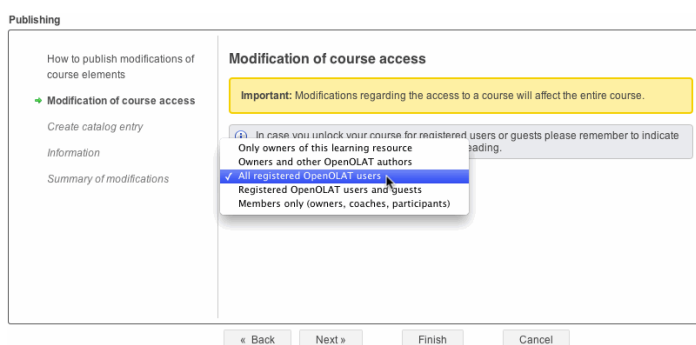 Publishing
How to publish modifications of
course elements
Modification of course access
Create catalog entry
Information
Summary of modifications
Modification of course access
Important: Modifications regarding the access to a course will affect the entire course.
In case you unlock your course for registered users or guests please remember to indicate
eading.
Only owners of this learning resource
Owners and other OpenOLAT authors
✓ All registered OpenOLAT users
Registered OpenOLAT users and guests
Members only (owners, coaches, participants)
« Back
Next »
Finish
Cancel